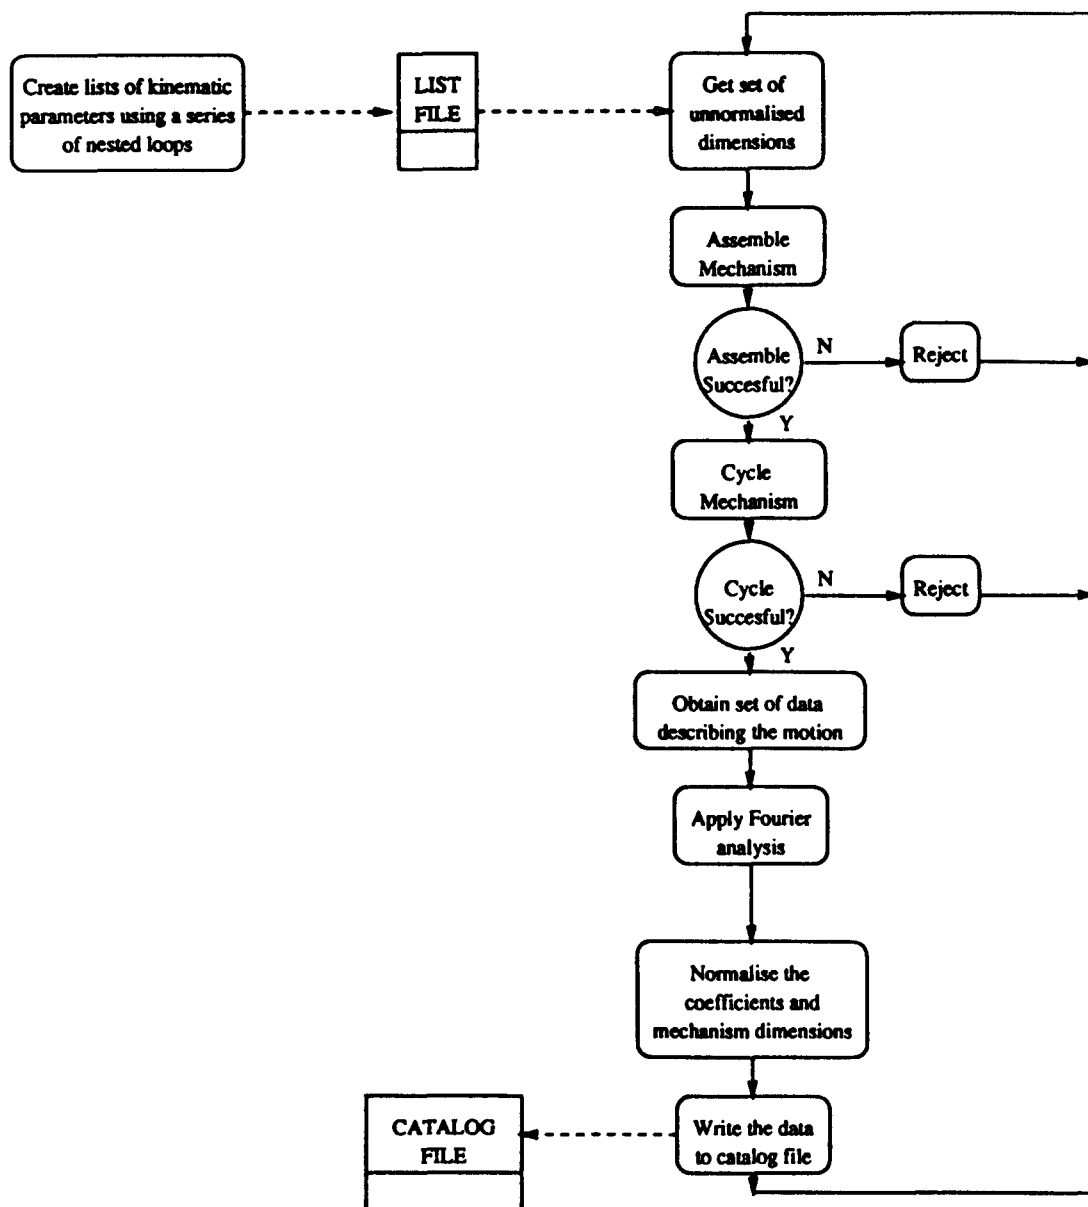 Create lists of kinematic
parameters using a series
of nested loops
LIST
FILE
Get set of
unnormalised
dimensions
Assemble
Mechanism
Assemble
Succesful?
N
Reject
Y
Cycle
Mechanism
Cycle
Succesful?
N
Reject
Y
Obtain set of data
describing the motion
Apply Fourier
analysis
Normalise the
coefficients and
mechanism dimensions
CATALOG
FILE
Write the data
to catalog file